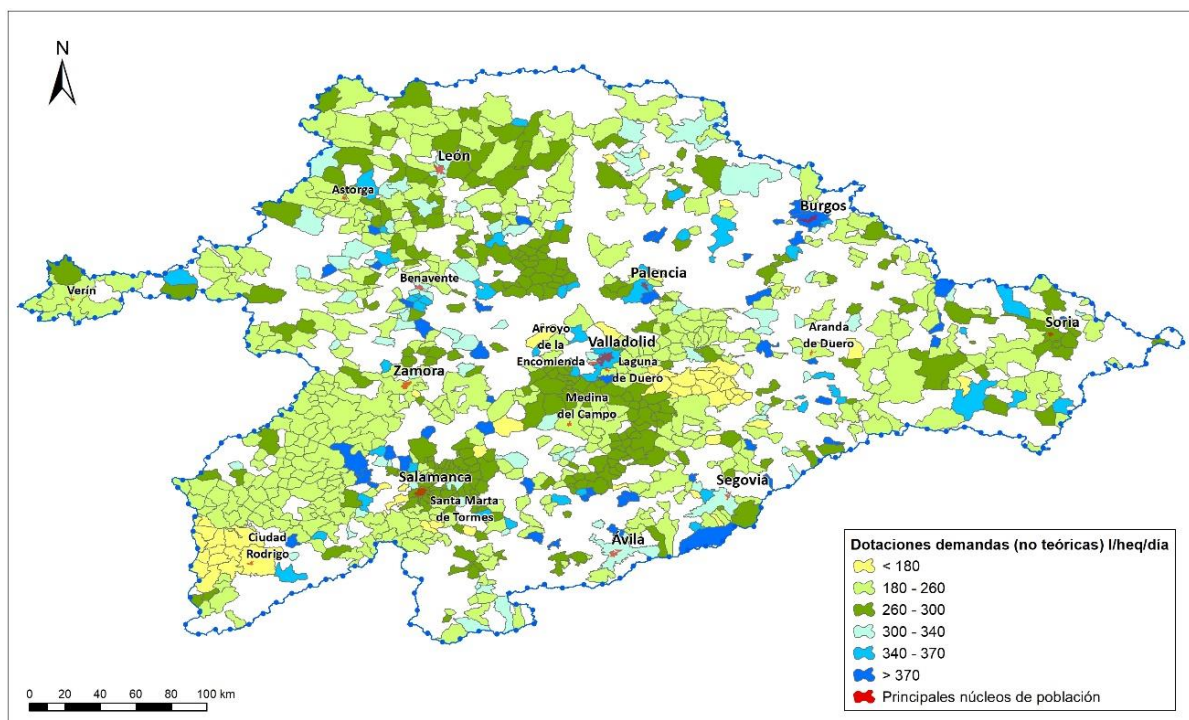 N
León
Astorga
Burgos
Verín
Benavente
Palencia
Soria
Arroyo
de la
Encomienda
Valladolid
Laguna
de Duero
Aranda
de Duero
Zamora
Medina
del Campo
Salamanca
Santa Marta
de Tormes
Segovia
Ávila
Ciudad
Rodrigo
Dotaciones demandas (no teóricas) l/heq/día
< 180
180 - 260
260 - 300
300 - 340
340 - 370
> 370
Principales núcleos de población
0 20 40 60 80 100 km